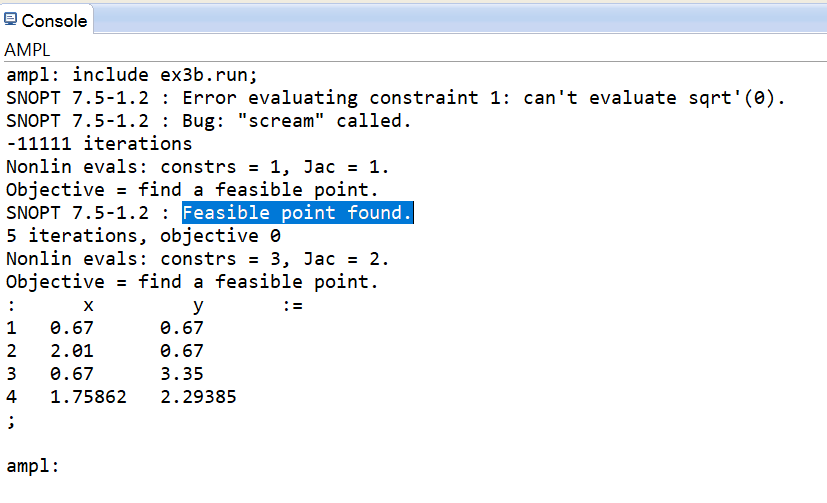 Console
AMPL
ampl: include ex3b.run;
SNOPT 7.5-1.2 : Error evaluating constraint 1: can't evaluate sqrt'(0).
SNOPT 7.5-1.2 : Bug: "scream" called.
-11111 iterations
Nonlin evals: constrs = 1, Jac = 1.
Objective = find a feasible point.
SNOPT 7.5-1.2 : Feasible point found.
5 iterations, objective 0
Nonlin evals: constrs = 3, Jac = 2.
Objective = find a feasible point.
:      x         y       :=
1   0.67      0.67
2   2.01      0.67
3   0.67      3.35
4   1.75862   2.29385
;
ampl: